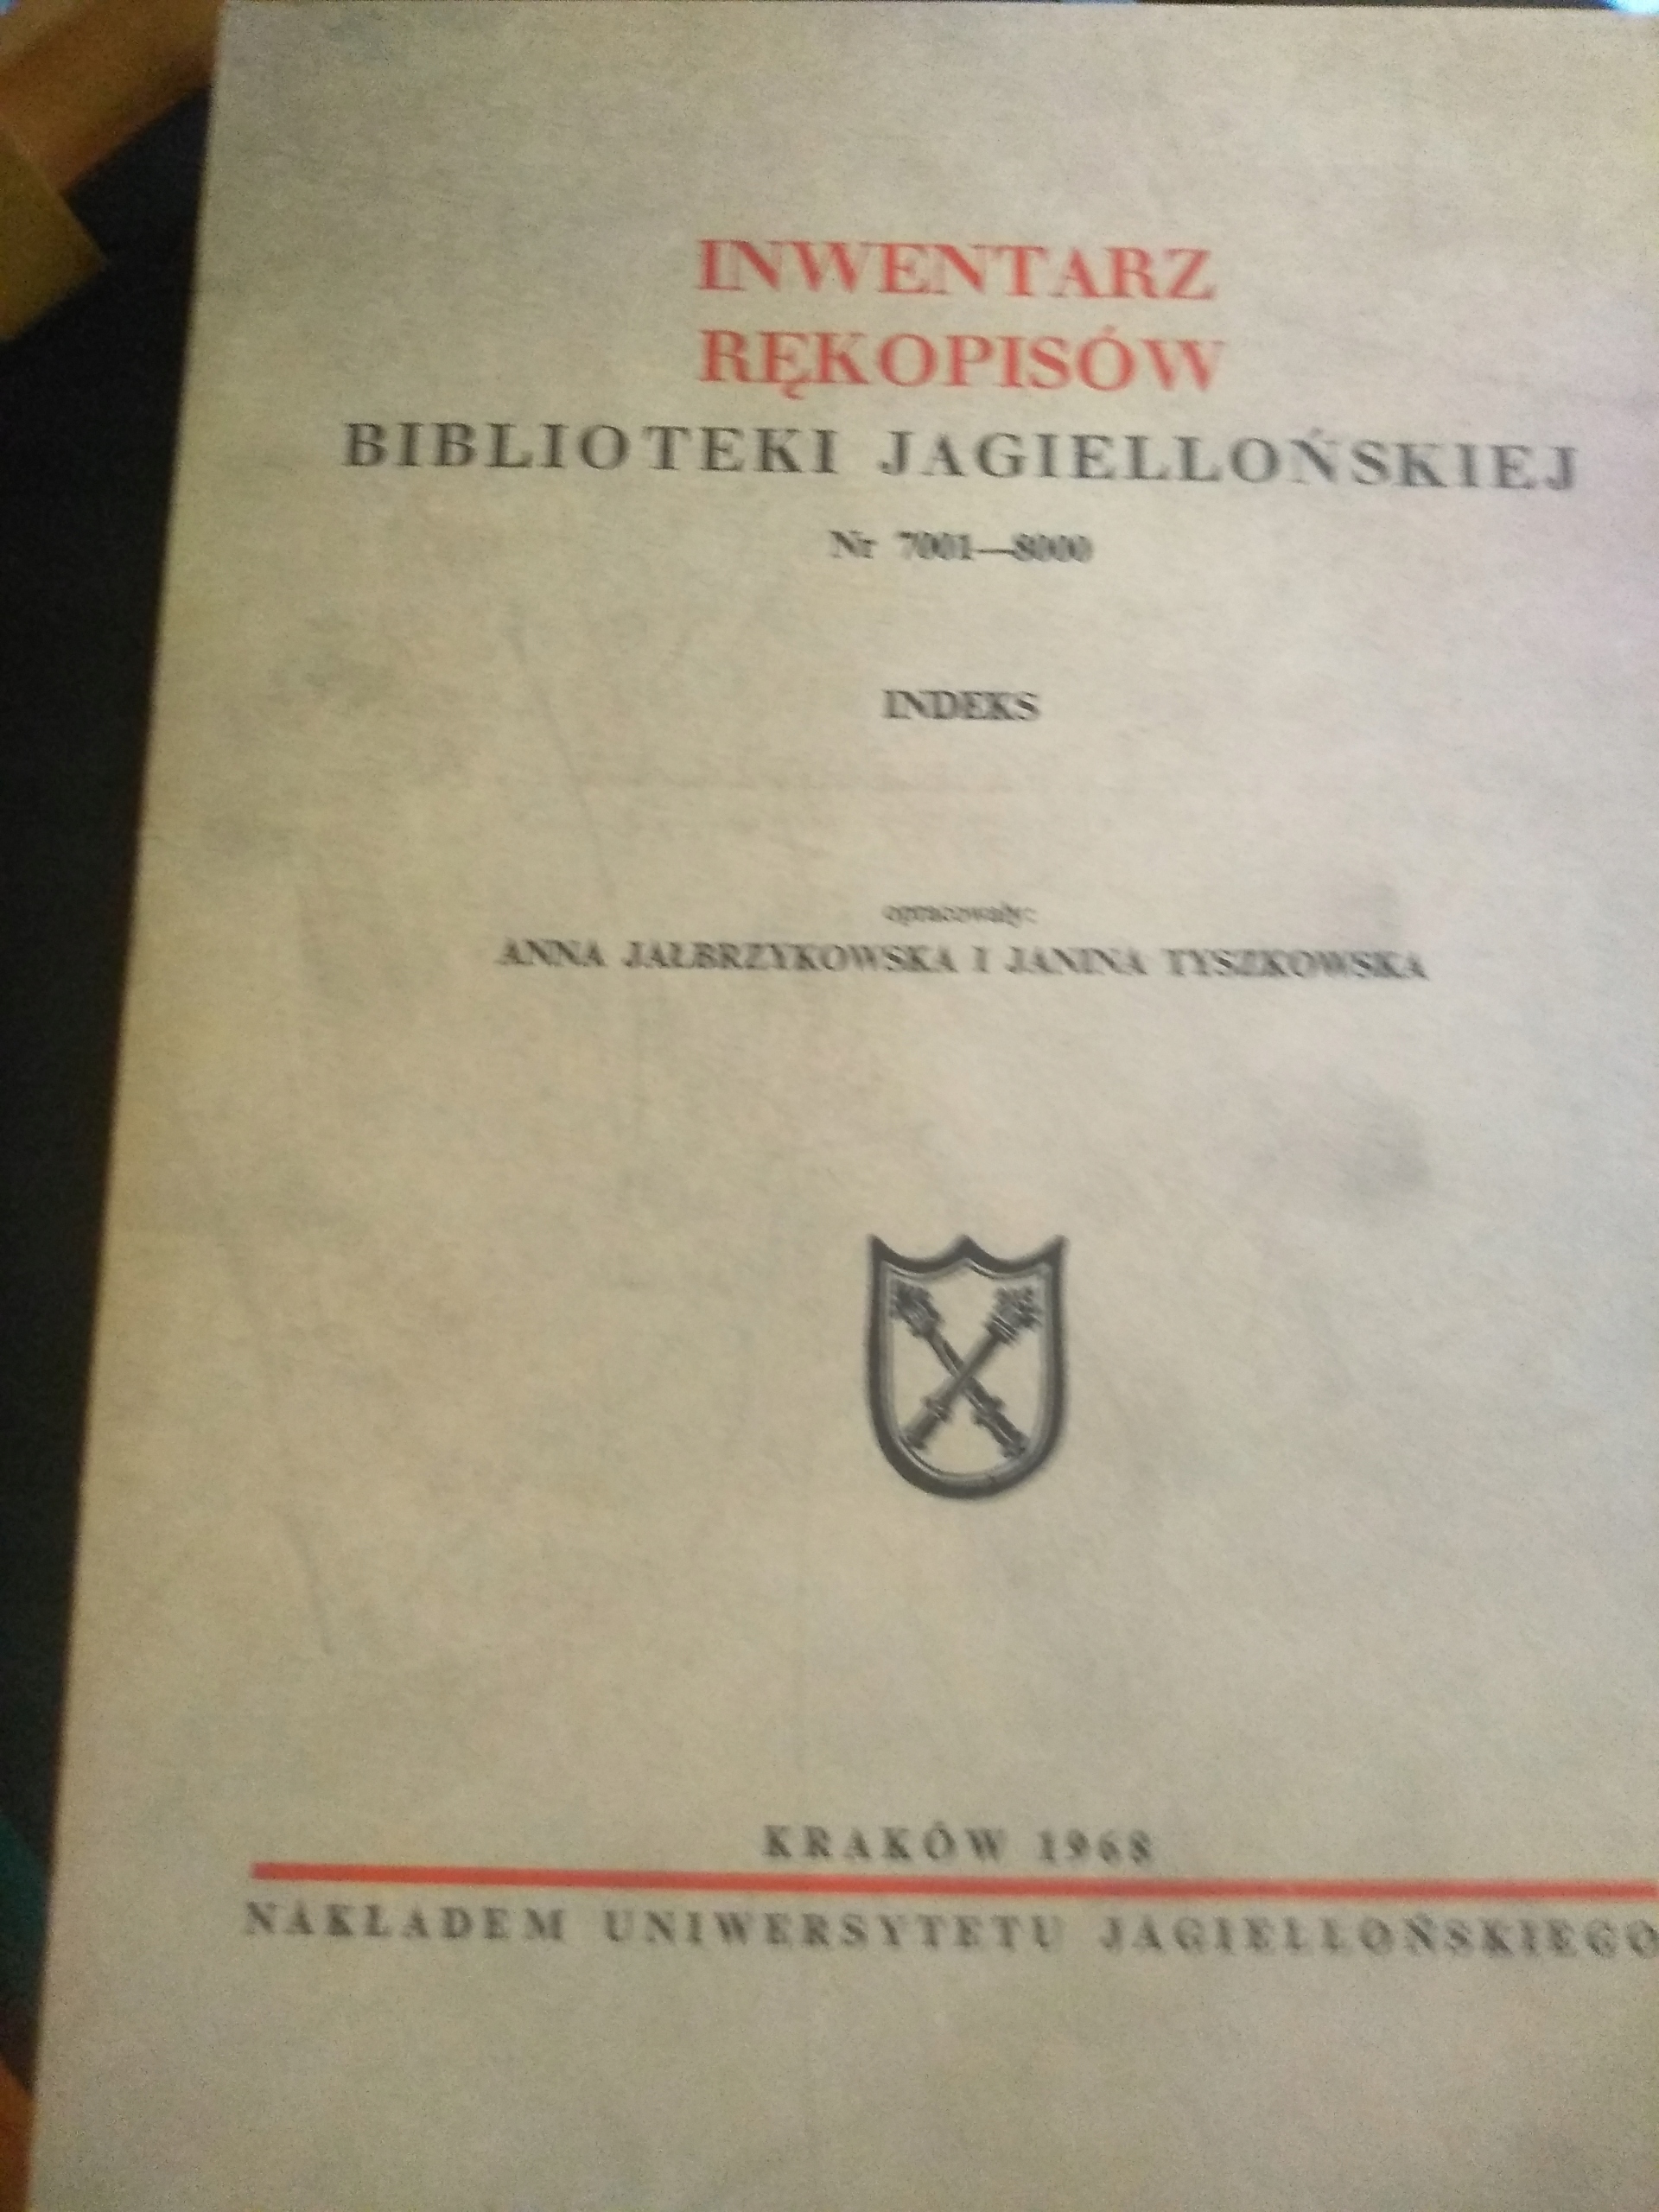 INWENTARZ
RĘKOPISÓW
BIBLIOTEKI JAGIELLOŃSKIEJ
Nr 7001—8000
INDEKS
opracowały:
ANNA JAŁBRZYKOWSKA I JANINA TYSZKOWSKA
KRAKÓW 1968
NAKŁADEM UNIWERSYTETU JAGIELLOŃSKIEGO